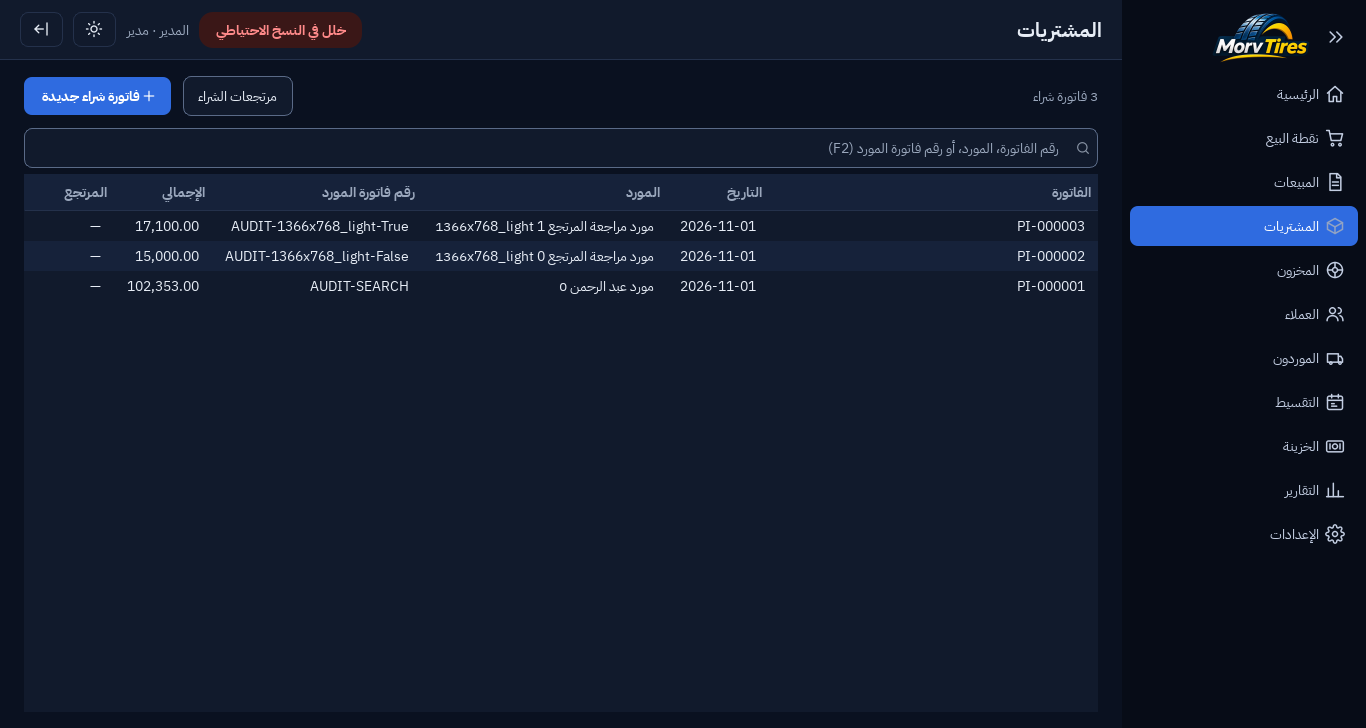 MorvTires
الرئيسية
نقطة البيع
المبيعات
المشتريات
المخزون
العملاء
الموردون
التقسيط
الخزينة
التقارير
الإعدادات
المشتريات
خلل في النسخ الاحتياطي
المدير · مدير
3 فاتورة شراء
مرتجعات الشراء
فاتورة شراء جديدة
رقم الفاتورة، المورد، أو رقم فاتورة المورد (F2)
الفاتورة التاريخ المورد رقم فاتورة المورد الإجمالي المرتجع
PI-000003 2026-11-01 مورد مراجعة المرتجع 1 1366x768_light AUDIT-1366x768_light-True 17,100.00 —
PI-000002 2026-11-01 مورد مراجعة المرتجع 0 1366x768_light AUDIT-1366x768_light-False 15,000.00 —
PI-000001 2026-11-01 مورد عبد الرحمن 0 AUDIT-SEARCH 102,353.00 —